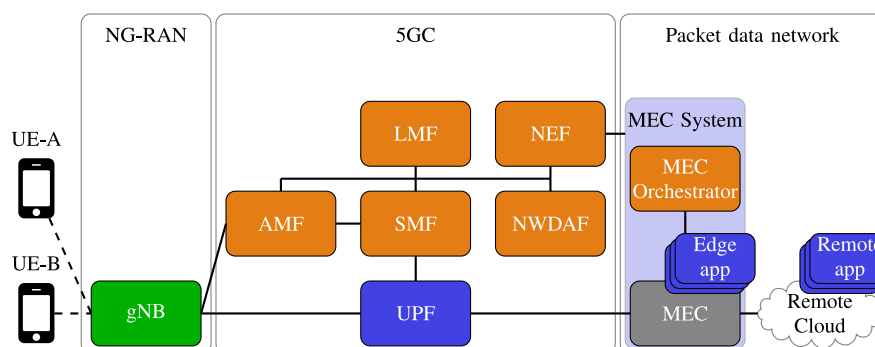 NG-RAN
5GC
Packet data network
UE-A
UE-B
gNB
LMF
NEF
AMF
SMF
NWDAF
UPF
MEC System
MEC
Orchestrator
Edge
app
MEC
Remote
app
Remote
Cloud